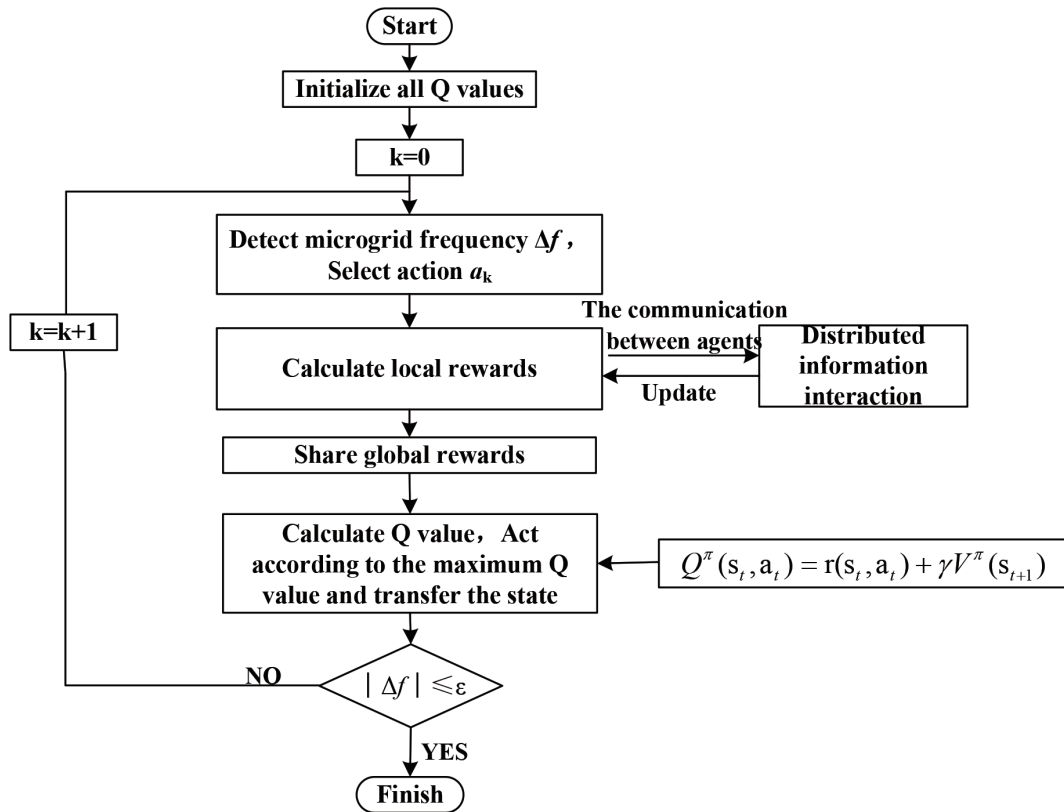 Start
Initialize all Q values
k=0
Detect microgrid frequency Δf，
Select action aₖ
k=k+1
The communication
between agents
Calculate local rewards
Update
Distributed
information
interaction
Share global rewards
Calculate Q value，Act
according to the maximum Q
value and transfer the state
Q^π(s_t,a_t) = r(s_t,a_t) + γV^π(s_{t+1})
NO
| Δf | ≤ε
YES
Finish